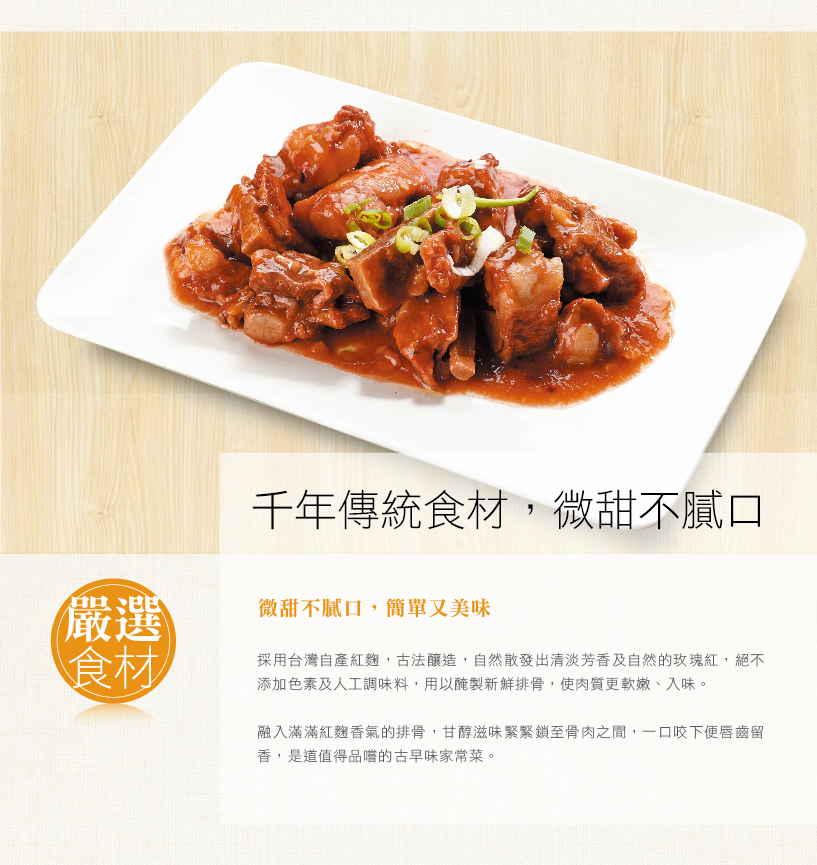 千年傳統食材，微甜不膩口
嚴選
食材
微甜不膩口，簡單又美味
採用台灣自產紅麴，古法釀造，自然散發出清淡芳香及自然的玫瑰紅，絕不
添加色素及人工調味料，用以醃製新鮮排骨，使肉質更軟嫩、入味。
融入滿滿紅麴香氣的排骨，甘醇滋味緊緊鎖至骨肉之間，一口咬下便唇齒留
香，是道值得品嚐的古早味家常菜。